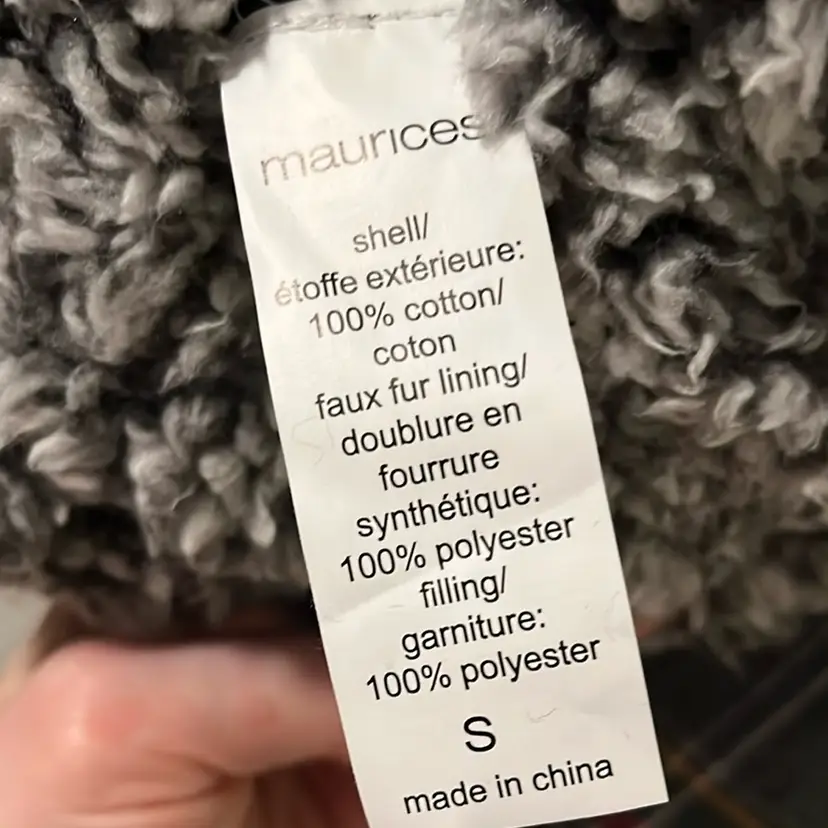 maurices
shell/
étoffe extérieure:
100% cotton/
coton
faux fur lining/
doublure en
fourrure
synthétique:
100% polyester
filling/
garniture:
100% polyester
S
made in china